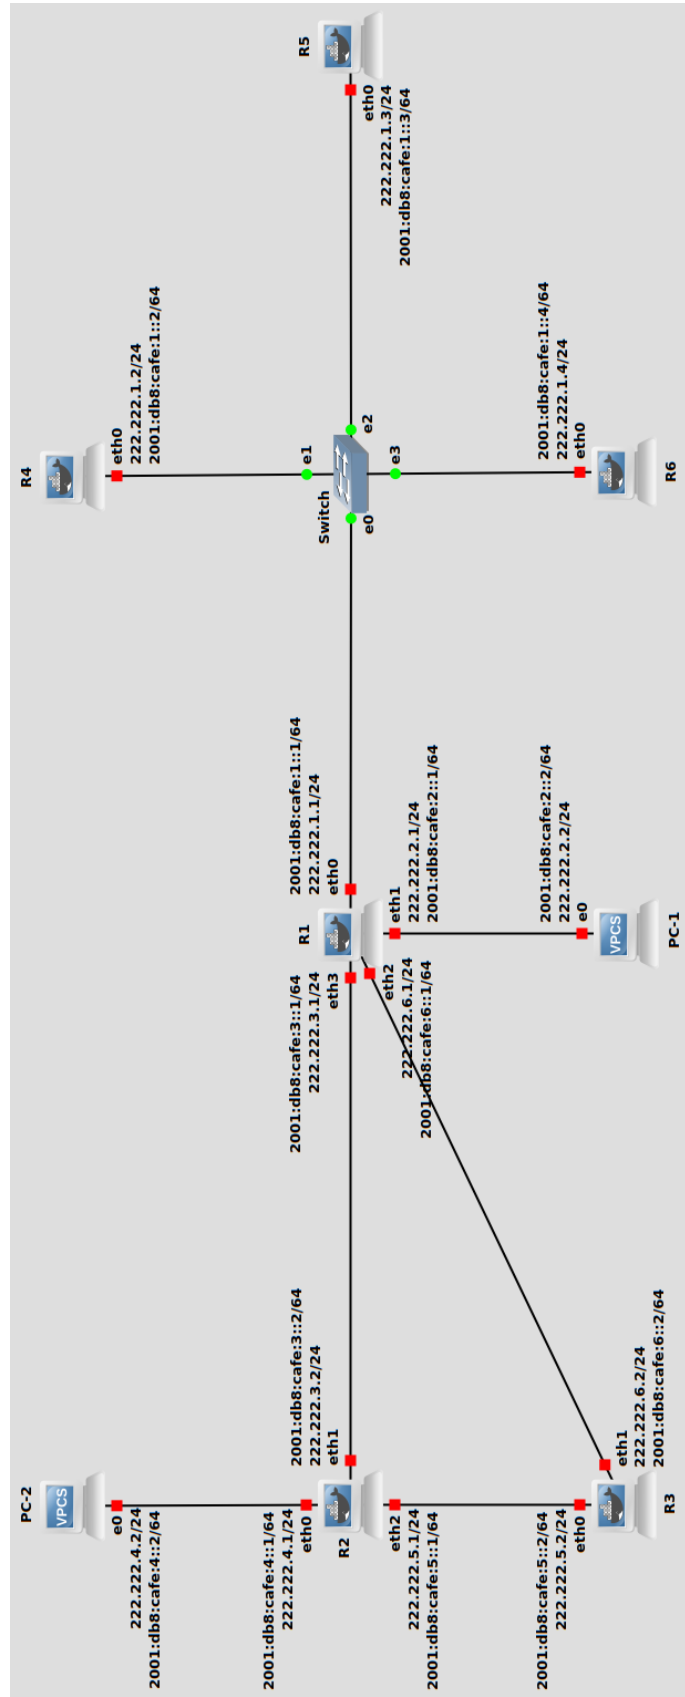 PC-2
VPCS
e0
222.222.4.2/24
2001:db8:cafe:4::2/64
2001:db8:cafe:4::1/64
222.222.4.1/24
eth0
R2
2001:db8:cafe:3::2/64
222.222.3.2/24
eth1
eth2
222.222.5.1/24
2001:db8:cafe:5::1/64
2001:db8:cafe:5::2/64
222.222.5.2/24
eth0
R3
eth1
222.222.6.2/24
2001:db8:cafe:6::2/64
2001:db8:cafe:3::1/64
222.222.3.1/24
eth3
R1
eth2
222.222.6.1/24
2001:db8:cafe:6::1/64
2001:db8:cafe:1::1/64
222.222.1.1/24
eth0
eth1
222.222.2.1/24
2001:db8:cafe:2::1/64
2001:db8:cafe:2::2/64
222.222.2.2/24
e0
VPCS
PC-1
R4
eth0
222.222.1.2/24
2001:db8:cafe:1::2/64
e1
Switch
e0
e2
e3
2001:db8:cafe:1::4/64
222.222.1.4/24
eth0
R6
R5
eth0
222.222.1.3/24
2001:db8:cafe:1::3/64